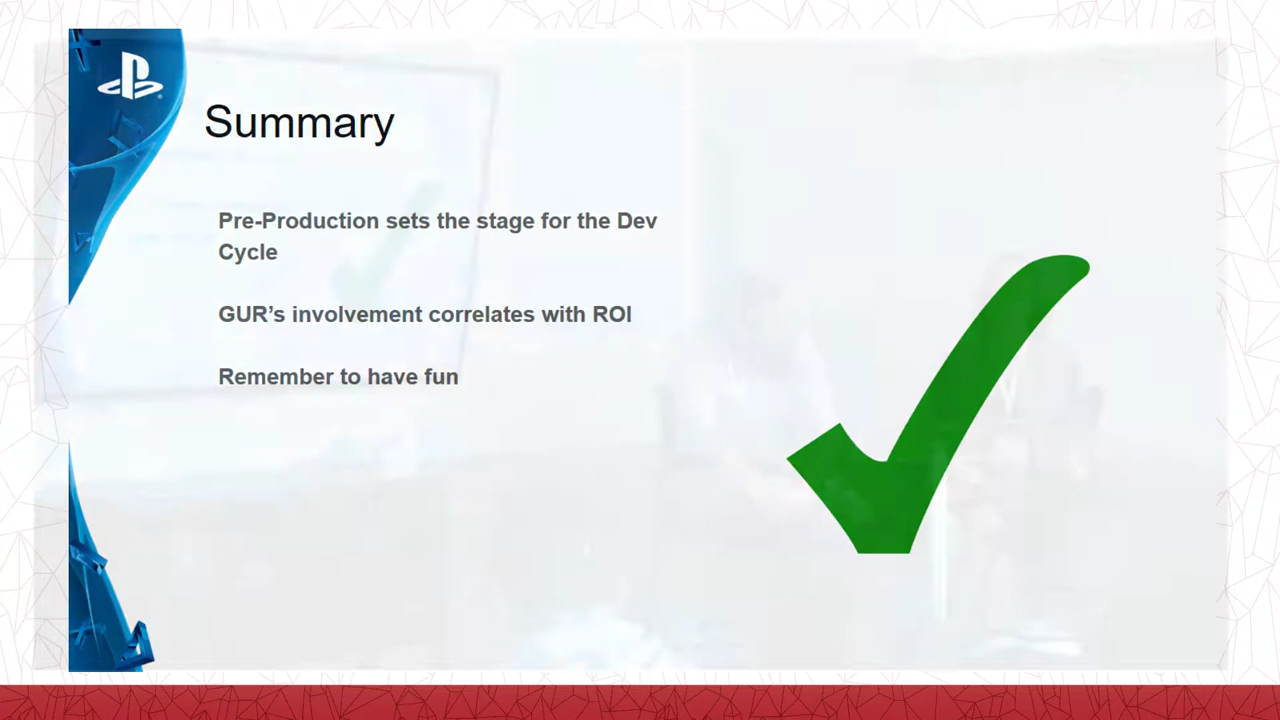 Summary
Pre-Production sets the stage for the Dev
Cycle
GUR’s involvement correlates with ROI
Remember to have fun